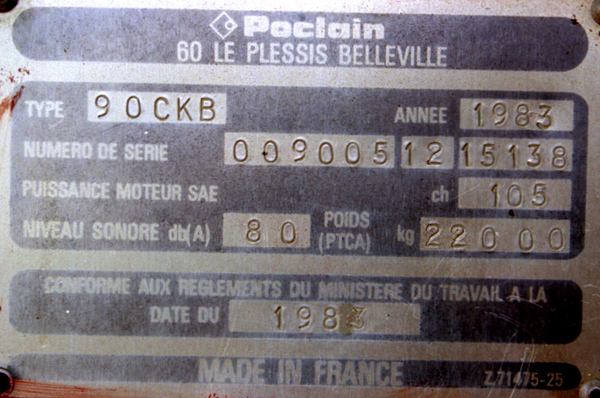 Poclain
60 LE PLESSIS BELLEVILLE
TYPE 90CKB ANNEE 1983
NUMERO DE SERIE 009005 12 15138
PUISSANCE MOTEUR SAE ch 105
NIVEAU SONORE db(A) 80 POIDS (PTCA) kg 22000
CONFORME AUX REGLEMENTS DU MINISTERE DU TRAVAIL A LA
DATE DU 1983
MADE IN FRANCE Z.71475-25